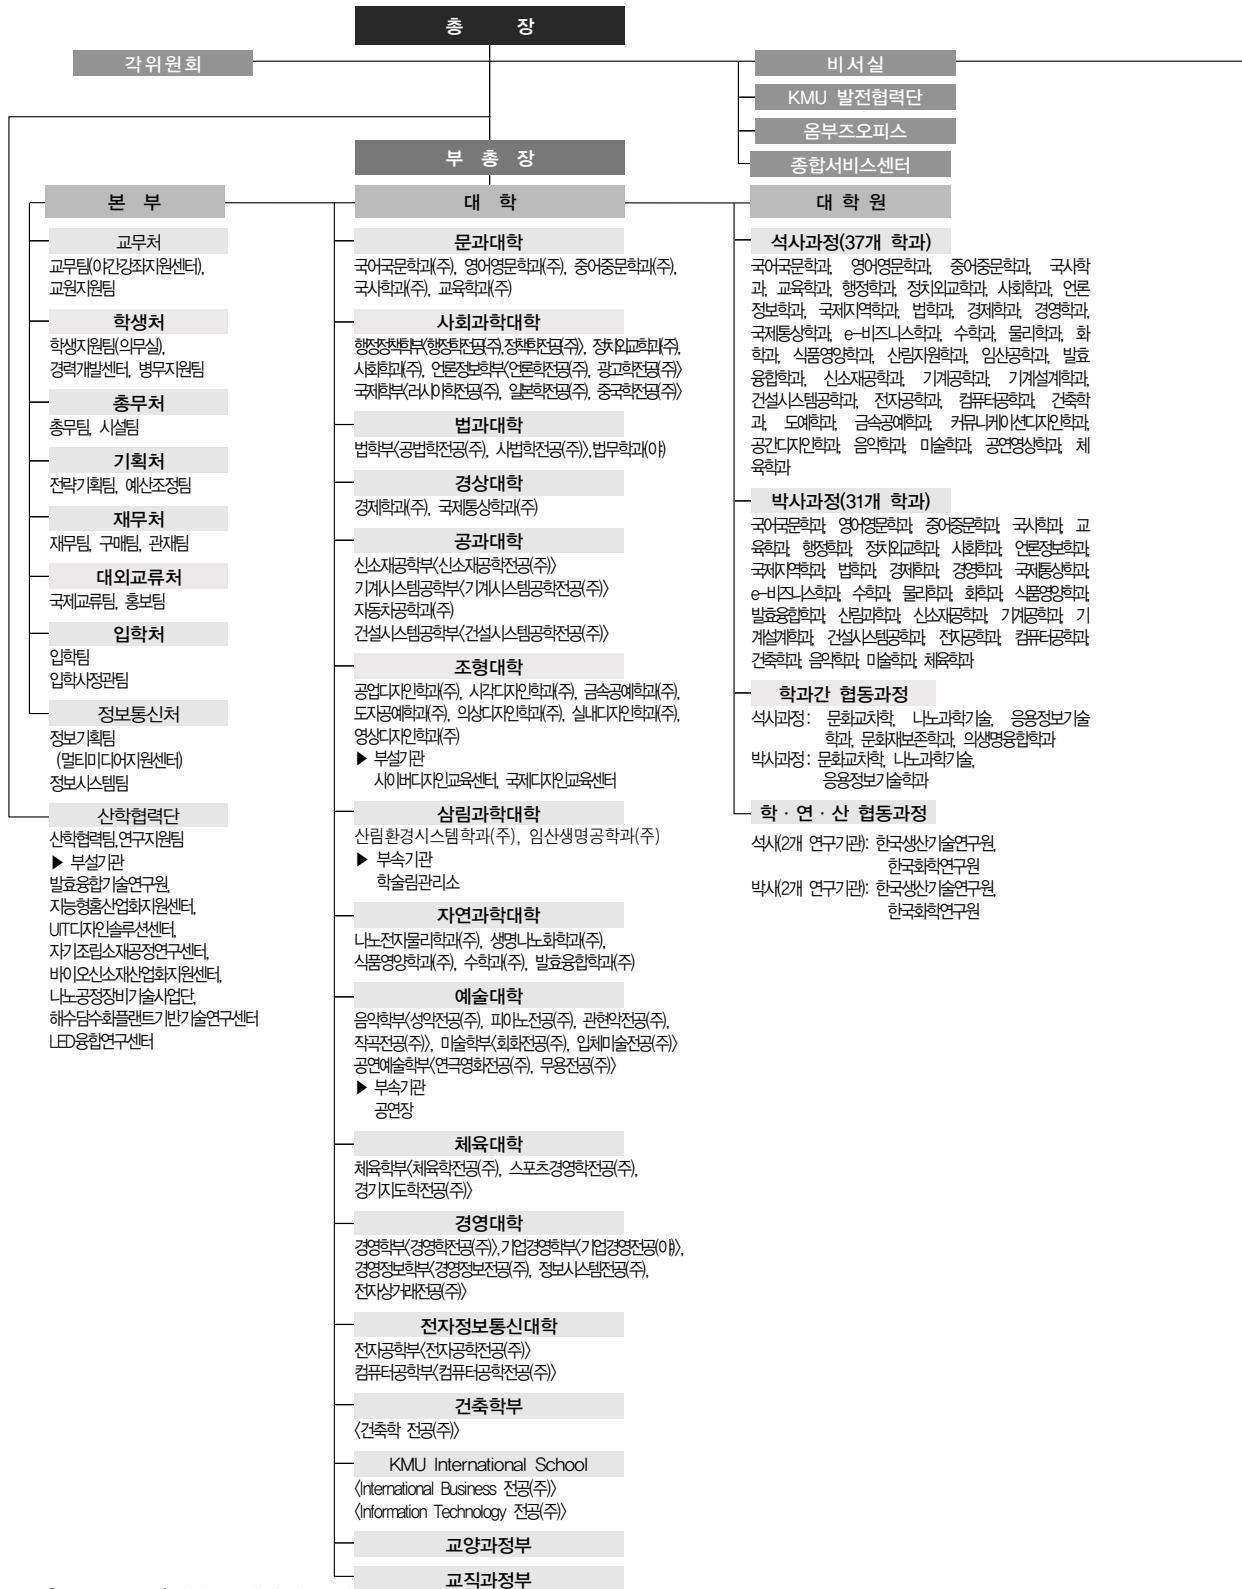 총 장
각위원회
비서실
KMU 발전협력단
옴부즈오피스
종합서비스센터
부 총 장
본 부
교무처
교무팀(야간강좌지원센터),
교원지원팀
학생처
학생지원팀(의무실),
경력개발센터, 병무지원팀
총무처
총무팀, 시설팀
기획처
전략기획팀, 예산조정팀
재무처
재무팀, 구매팀, 관재팀
대외교류처
국제교류팀, 홍보팀
입학처
입학팀
입학사정관팀
정보통신처
정보기획팀
(멀티미디어지원센터)
정보시스템팀
산학협력단
산학협력팀,연구지원팀
▶ 부설기관
발효융합기술연구원,
지능형홈산업화지원센터,
UIT디자인솔루션센터,
자기조립소재공정연구센터,
바이오신소재산업화지원센터,
나노공정장비기술사업단,
해수담수화플랜트기반기술연구센터
LED융합연구센터
대 학
문과대학
국어국문학과(주), 영어영문학과(주), 중어중문학과(주),
국사학과(주), 교육학과(주)
사회과학대학
행정정책학부〈행정학전공(주),정책학전공(주)〉, 정치외교학과(주),
사회학과(주), 언론정보학부〈언론학전공(주), 광고학전공(주)〉
국제학부〈러시아학전공(주), 일본학전공(주), 중국학전공(주)〉
법과대학
법학부〈공법학전공(주), 사법학전공(주)〉,법무학과(야)
경상대학
경제학과(주), 국제통상학과(주)
공과대학
신소재공학부〈신소재공학전공(주)〉
기계시스템공학부〈기계시스템공학전공(주)〉
자동차공학과(주)
건설시스템공학부〈건설시스템공학전공(주)〉
조형대학
공업디자인학과(주), 시각디자인학과(주), 금속공예학과(주),
도자공예학과(주), 의상디자인학과(주), 실내디자인학과(주),
영상디자인학과(주)
▶ 부설기관
사이버디자인교육센터, 국제디자인교육센터
삼림과학대학
산림환경시스템학과(주), 임산생명공학과(주)
▶ 부속기관
학술림관리소
자연과학대학
나노전자물리학과(주), 생명나노화학과(주),
식품영양학과(주), 수학과(주), 발효융합학과(주)
예술대학
음악학부〈성악전공(주), 피아노전공(주), 관현악전공(주),
작곡전공(주)〉, 미술학부〈회화전공(주), 입체미술전공(주)〉
공연예술학부〈연극영화전공(주), 무용전공(주)〉
▶ 부속기관
공연장
체육대학
체육학부〈체육학전공(주), 스포츠경영학전공(주),
경기지도학전공(주)〉
경영대학
경영학부〈경영학전공(주)〉,기업경영학부〈기업경영전공(야)〉,
경영정보학부〈경영정보전공(주), 정보시스템전공(주),
전자상거래전공(주)〉
전자정보통신대학
전자공학부〈전자공학전공(주)〉
컴퓨터공학부〈컴퓨터공학전공(주)〉
건축학부
〈건축학 전공(주)〉
KMU International School
〈International Business 전공(주)〉
〈Information Technology 전공(주)〉
교양과정부
교직과정부
대 학 원
석사과정(37개 학과)
국어국문학과, 영어영문학과, 중어중문학과, 국사학
과, 교육학과, 행정학과, 정치외교학과, 사회학과, 언론
정보학과, 국제지역학과, 법학과, 경제학과, 경영학과,
국제통상학과, e-비즈니스학과, 수학과, 물리학과, 화
학과, 식품영양학과, 산림자원학과, 임산공학과, 발효
융합학과, 신소재공학과, 기계공학과, 기계설계학과,
건설시스템공학과, 전자공학과, 컴퓨터공학과, 건축학
과, 도예학과, 금속공예학과, 커뮤니케이션디자인학과,
공간디자인학과, 음악학과, 미술학과, 공연영상학과, 체
육학과
박사과정(31개 학과)
국어국문학과, 영어영문학과, 중어중문학과, 국사학과, 교
육학과, 행정학과, 정치외교학과, 사회학과, 언론정보학과,
국제지역학과, 법학과, 경제학과, 경영학과, 국제통상학과,
e-비즈니스학과, 수학과, 물리학과, 화학과, 식품영양학과,
발효융합학과, 산림과학과, 신소재공학과, 기계공학과, 기
계설계학과, 건설시스템공학과, 전자공학과, 컴퓨터공학과,
건축학과, 음악학과, 미술학과, 체육학과
학과간 협동과정
석사과정: 문화교차학, 나노과학기술, 응용정보기술
학과, 문화재보존학과, 의생명융합학과
박사과정: 문화교차학, 나노과학기술,
응용정보기술학과
학·연·산 협동과정
석사(2개 연구기관): 한국생산기술연구원,
한국화학연구원
박사(2개 연구기관): 한국생산기술연구원,
한국화학연구원